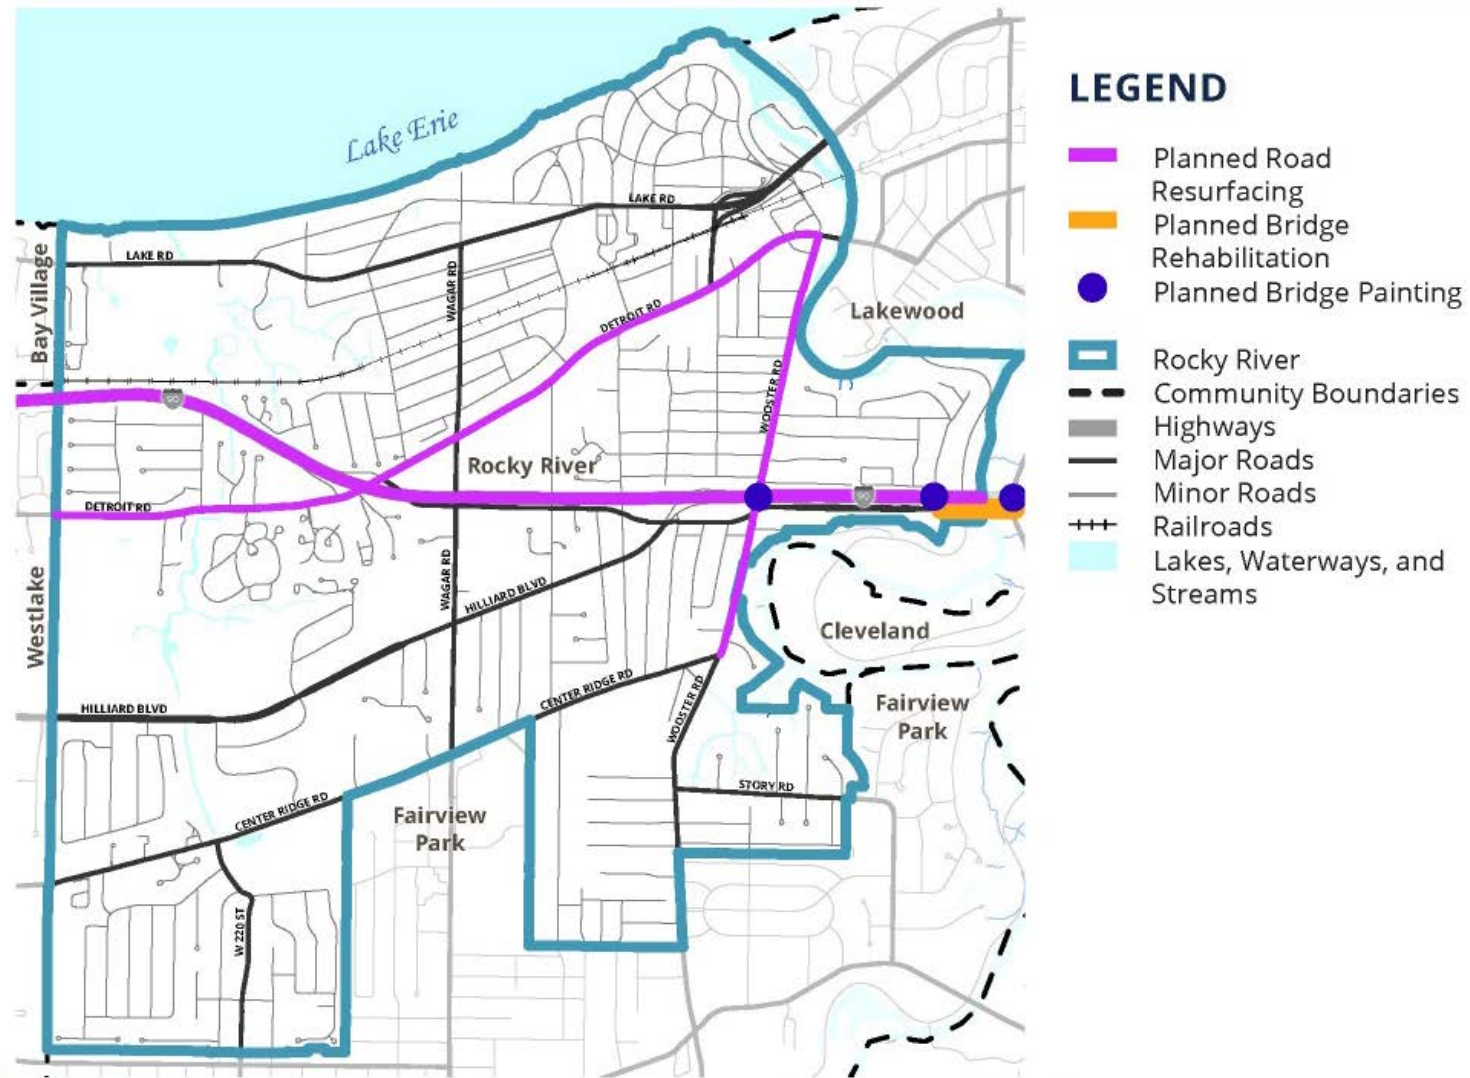 Lake Erie
LAKE RD
LAKE RD
Bay Village
WAGAR RD
DETROIT RD
Lakewood
WOOSTER RD
90
Rocky River
90
DETROIT RD
Westlake
WAGAR RD
HILLIARD BLVD
Cleveland
CENTER RIDGE RD
WOOSTER RD
HILLIARD BLVD
Fairview
Park
STORY RD
CENTER RIDGE RD
Fairview
Park
W 220 ST
LEGEND
Planned Road
Resurfacing
Planned Bridge
Rehabilitation
Planned Bridge Painting
Rocky River
Community Boundaries
Highways
Major Roads
Minor Roads
Railroads
Lakes, Waterways, and
Streams